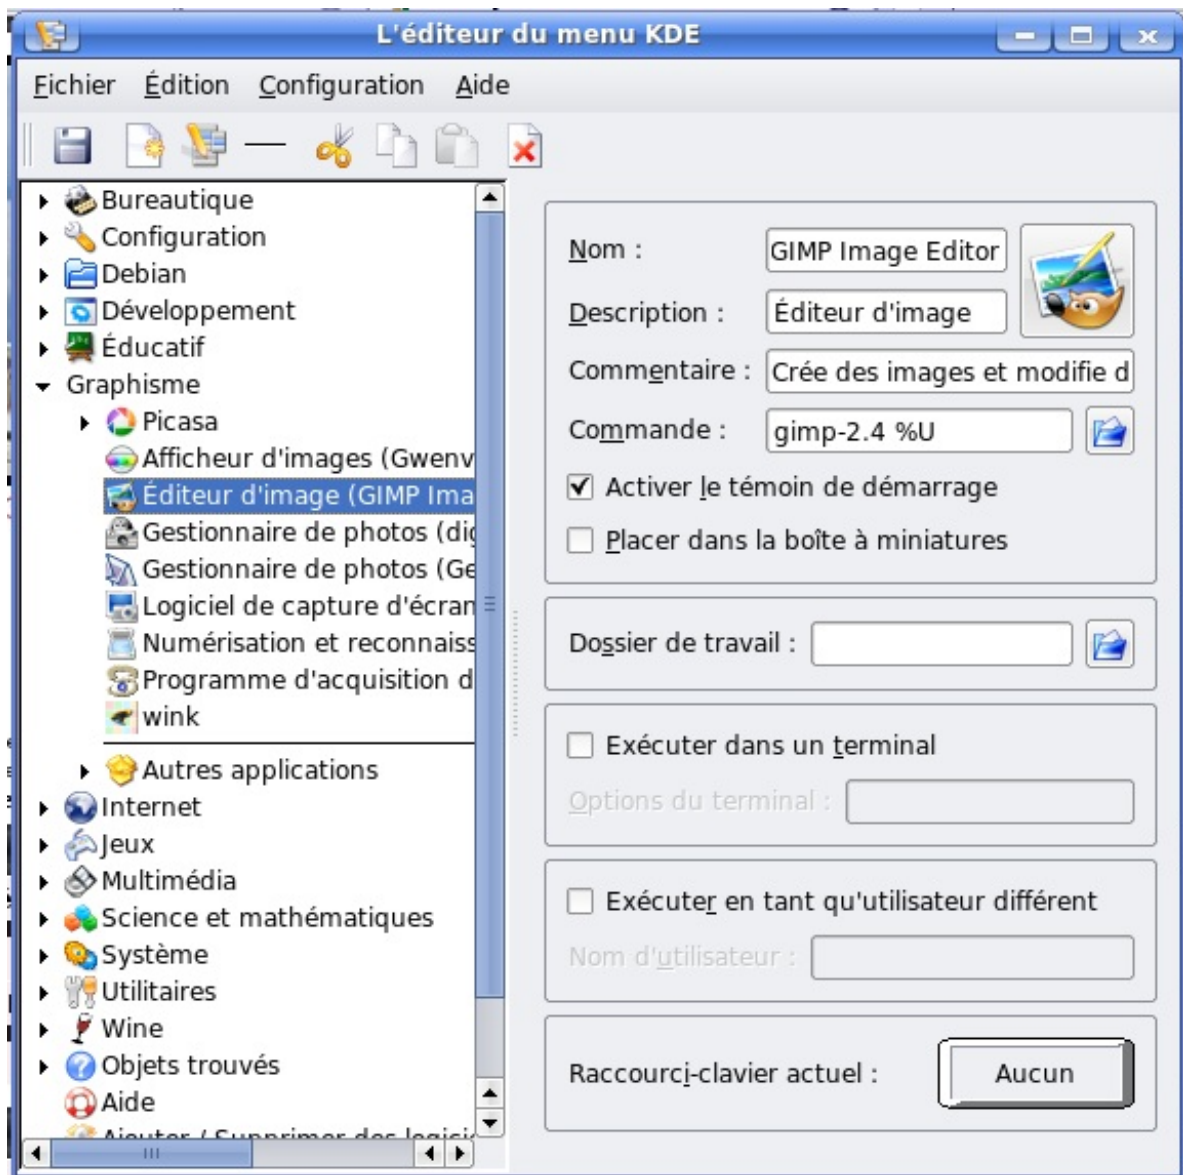 L'éditeur du menu KDE
Fichier Édition Configuration Aide
Bureautique
Configuration
Debian
Développement
Éducatif
Graphisme
Picasa
Afficheur d'images (Gwenv
Éditeur d'image (GIMP Ima
Gestionnaire de photos (dig
Gestionnaire de photos (Ge
Logiciel de capture d'écran
Numérisation et reconnaiss
Programme d'acquisition d
wink
Autres applications
Internet
Jeux
Multimédia
Science et mathématiques
Système
Utilitaires
Wine
Objets trouvés
Aide
Ajouter / Supprimer des logici
Nom : GIMP Image Editor
Description : Éditeur d'image
Commentaire : Crée des images et modifie d
Commande : gimp-2.4 %U
Activer le témoin de démarrage
Placer dans la boîte à miniatures
Dossier de travail :
Exécuter dans un terminal
Options du terminal :
Exécuter en tant qu'utilisateur différent
Nom d'utilisateur :
Raccourci-clavier actuel : Aucun